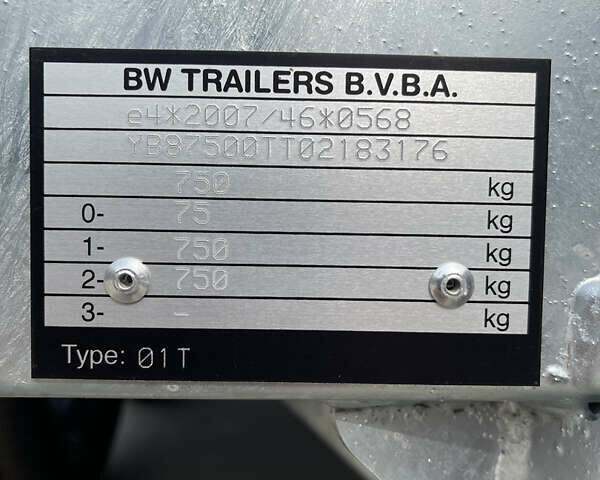 BW TRAILERS B.V.B.A.
e4*2007/46*0568
YB87500TT02183176
750 kg
0- 75 kg
1- 750 kg
2- 750 kg
3- - kg
Type: 01T